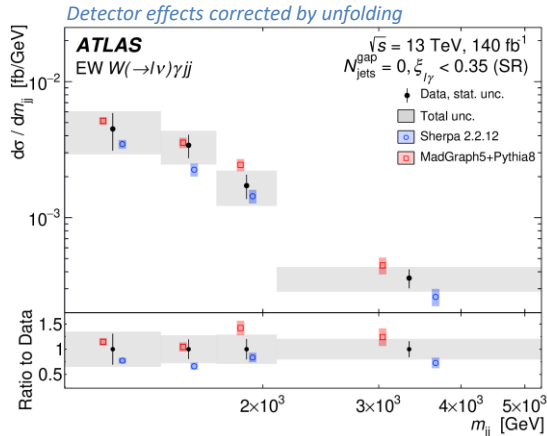 Detector effects corrected by unfolding
ATLAS
EW W(→lν)γjj
√s = 13 TeV, 140 fb⁻¹
N^gap_jets = 0, ξ_lγ < 0.35 (SR)
Data, stat. unc.
Total unc.
Sherpa 2.2.12
MadGraph5+Pythia8
dσ / dm_jj [fb/GeV]
10⁻²
10⁻³
Ratio to Data
1.5
1
0.5
2×10³
3×10³
4×10³
5×10³
m_jj [GeV]